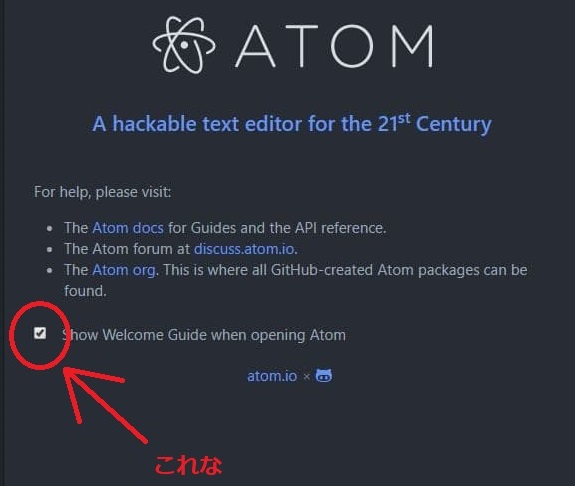 ATOM
A hackable text editor for the 21st Century
For help, please visit:
• The Atom docs for Guides and the API reference.
• The Atom forum at discuss.atom.io.
• The Atom org. This is where all GitHub-created Atom packages can be
found.
Show Welcome Guide when opening Atom
atom.io ×
これな